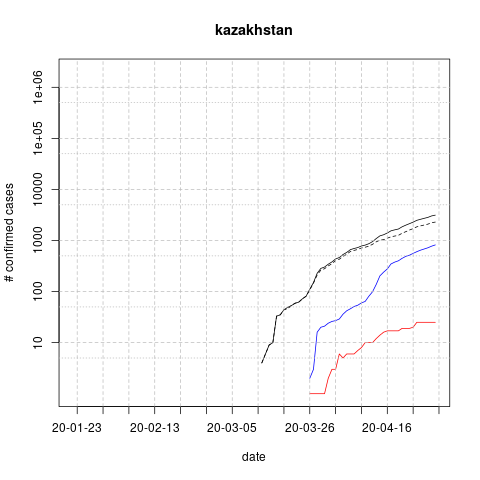 kazakhstan
# confirmed cases
1e+06
1e+05
10000
1000
100
10
20-01-23
20-02-13
20-03-05
20-03-26
20-04-16
date